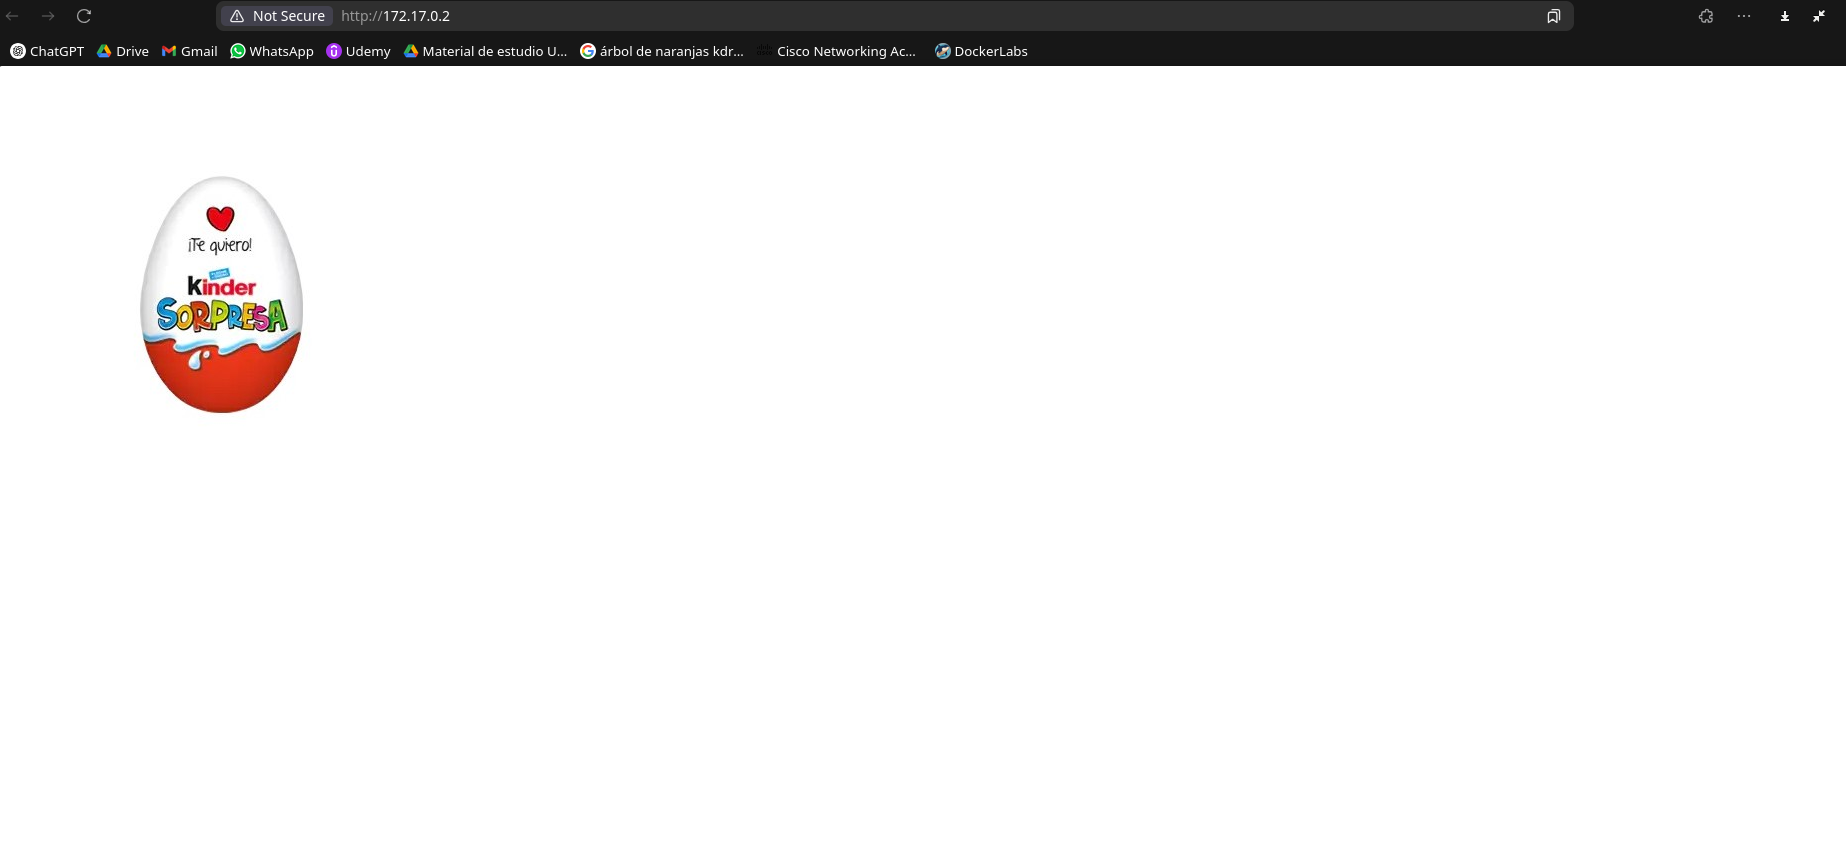 Not Secure http://172.17.0.2
ChatGPT Drive Gmail WhatsApp Udemy Material de estudio U... árbol de naranjas kdr... Cisco Networking Ac... DockerLabs
¡Te quiero!
kinder
SORPRESA